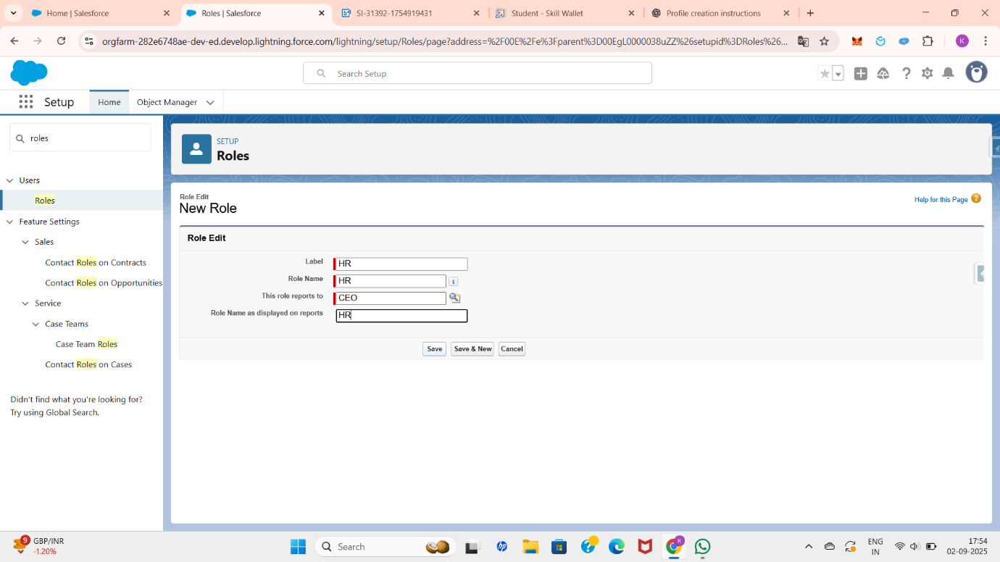 Home | Salesforce
Roles | Salesforce
SI-31392-1754919431
Student - Skill Wallet
Profile creation instructions
orgfarm-282e6748ae-dev-ed.develop.lightning.force.com/lightning/setup/Roles/page?address=%2F00E%2Fe%3Fparent%3D00EgL0000038uZZ%26setupid%3DRoles%26...
K
Search Setup
Setup
Home
Object Manager
roles
Users
Roles
Feature Settings
Sales
Contact Roles on Contracts
Contact Roles on Opportunities
Service
Case Teams
Case Team Roles
Contact Roles on Cases
Didn't find what you're looking for?
Try using Global Search.
SETUP
Roles
Role Edit
New Role
Help for this Page
Role Edit
Label HR
Role Name HR
This role reports to CEO
Role Name as displayed on reports HR
Save Save & New Cancel
9
GBP/INR
-1.20%
Search
hp
K
ENG
IN
17:54
02-09-2025